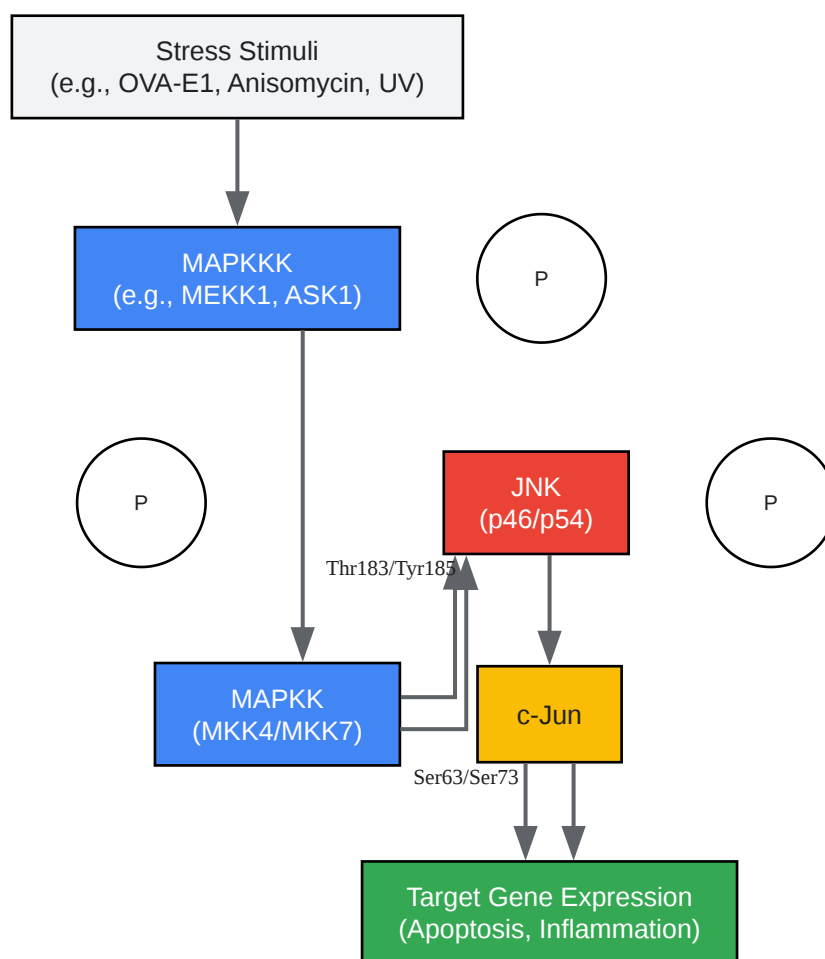 Stress Stimuli
(e.g., OVA-E1, Anisomycin, UV)
MAPKKK
(e.g., MEKK1, ASK1)
P
P
JNK
(p46/p54)
P
Thr183/Tyr185
MAPKK
(MKK4/MKK7)
c-Jun
Ser63/Ser73
Target Gene Expression
(Apoptosis, Inflammation)